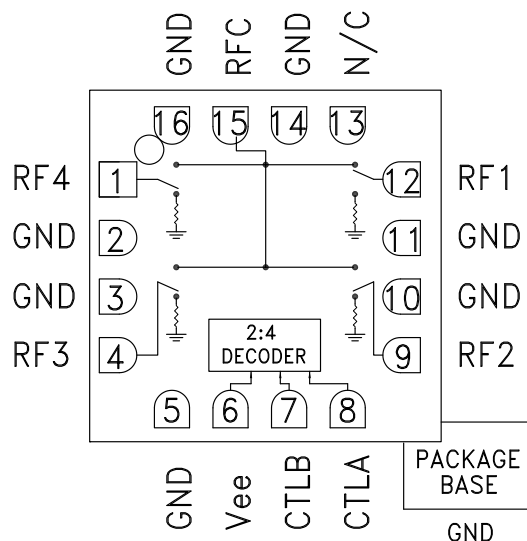 GND RFC GND N/C
16 15 14 13
RF4 1 12 RF1
GND 2 11 GND
GND 3 10 GND
RF3 4 9 RF2
2:4
DECODER
5 6 7 8
GND Vee CTLB CTLA
PACKAGE
BASE
GND